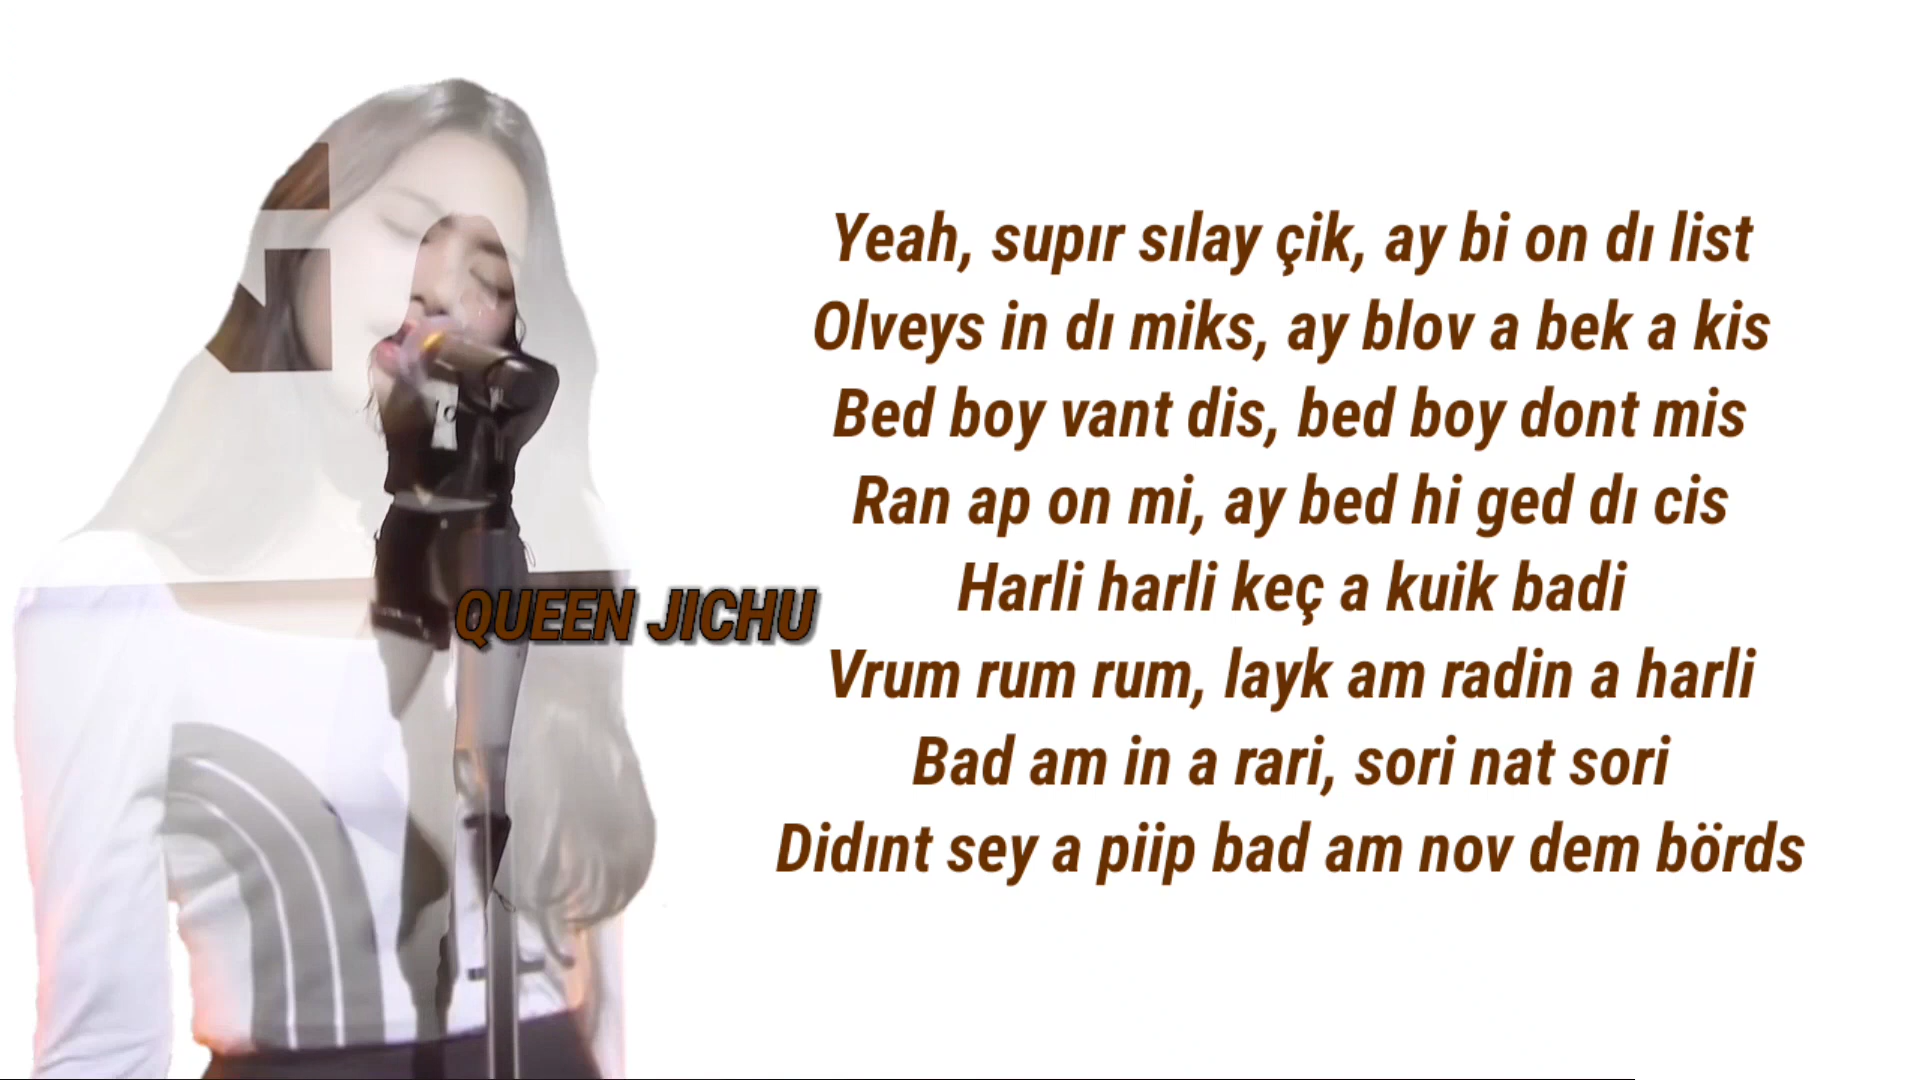 Yeah, supır sılay çik, ay bi on dı list
Olveys in dı miks, ay blov a bek a kis
Bed boy vant dis, bed boy dont mis
Ran ap on mi, ay bed hi ged dı cis
Harli harli keç a kuik badi
QUEEN JICHU
Vrum rum rum, layk am radin a harli
Bad am in a rari, sori nat sori
Didınt sey a piip bad am nov dem börds